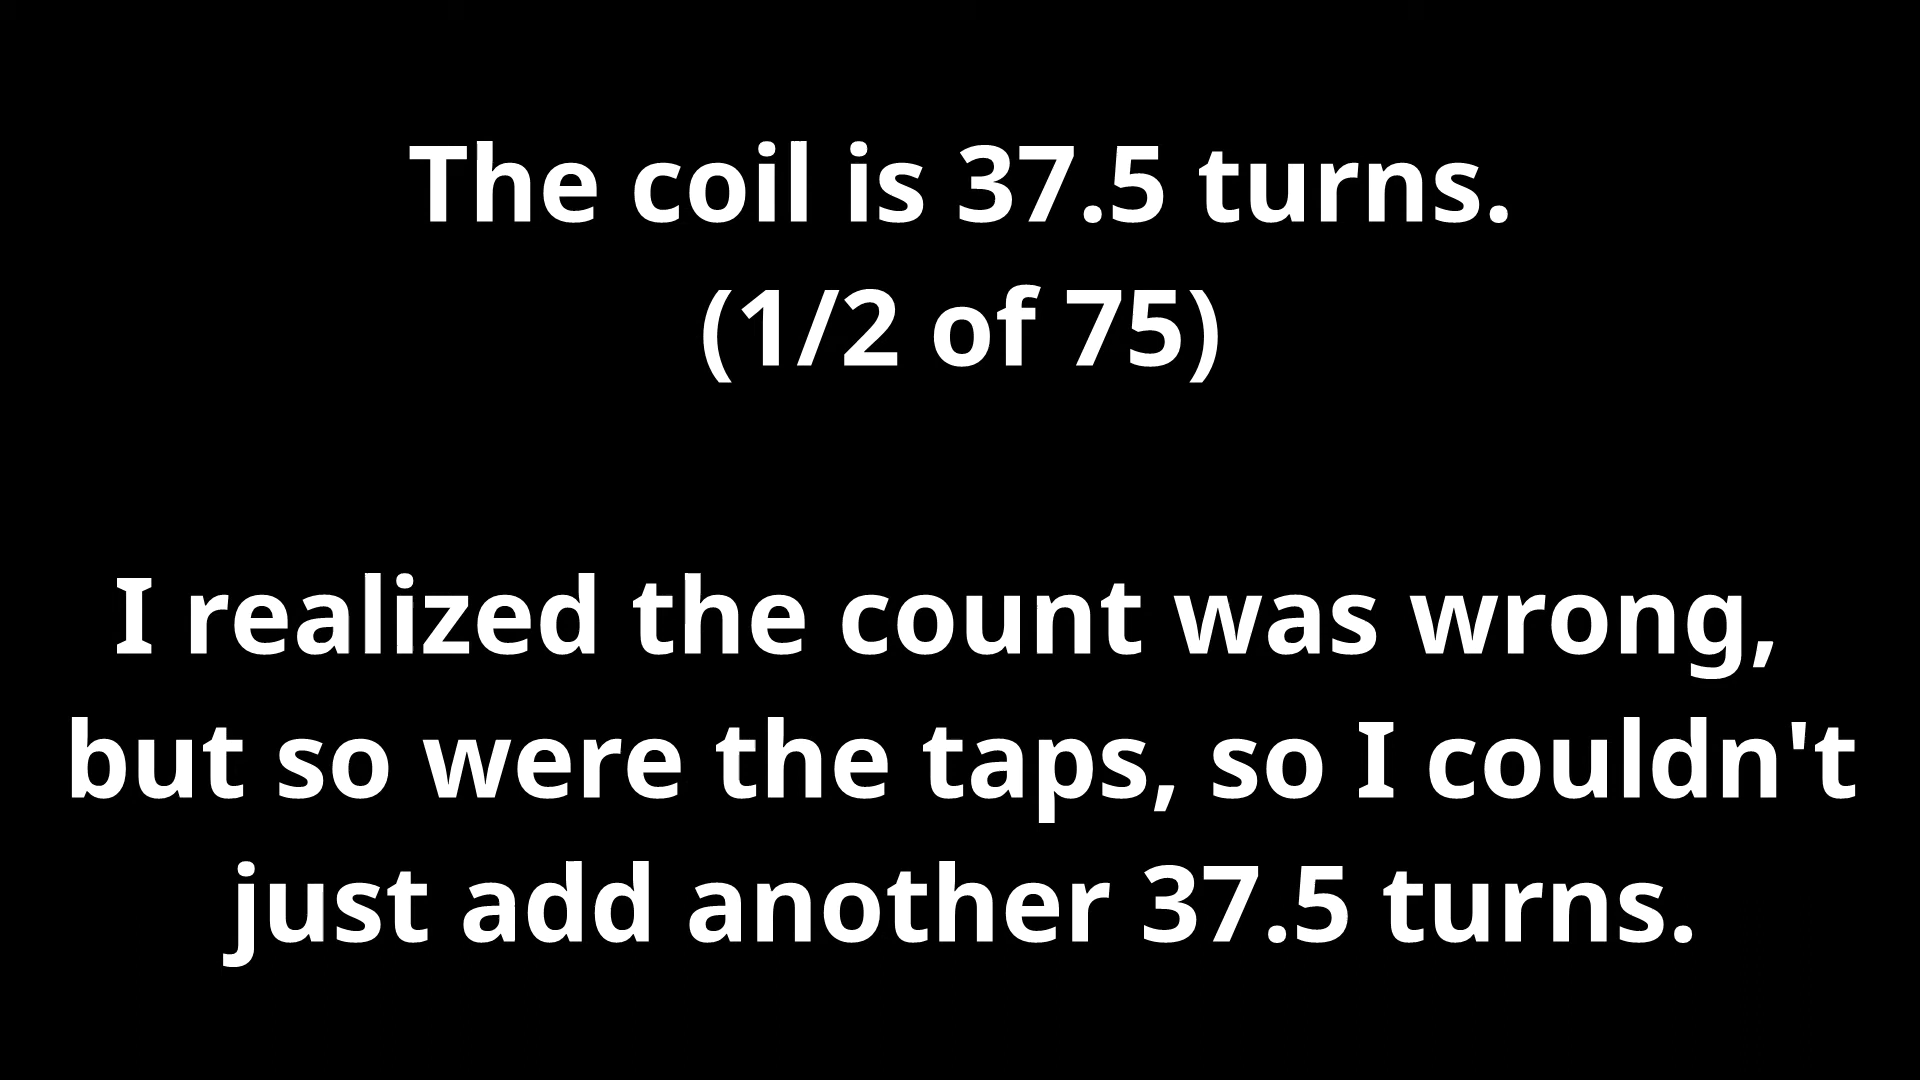 The coil is 37.5 turns.
(1/2 of 75)
I realized the count was wrong,
but so were the taps, so I couldn't
just add another 37.5 turns.